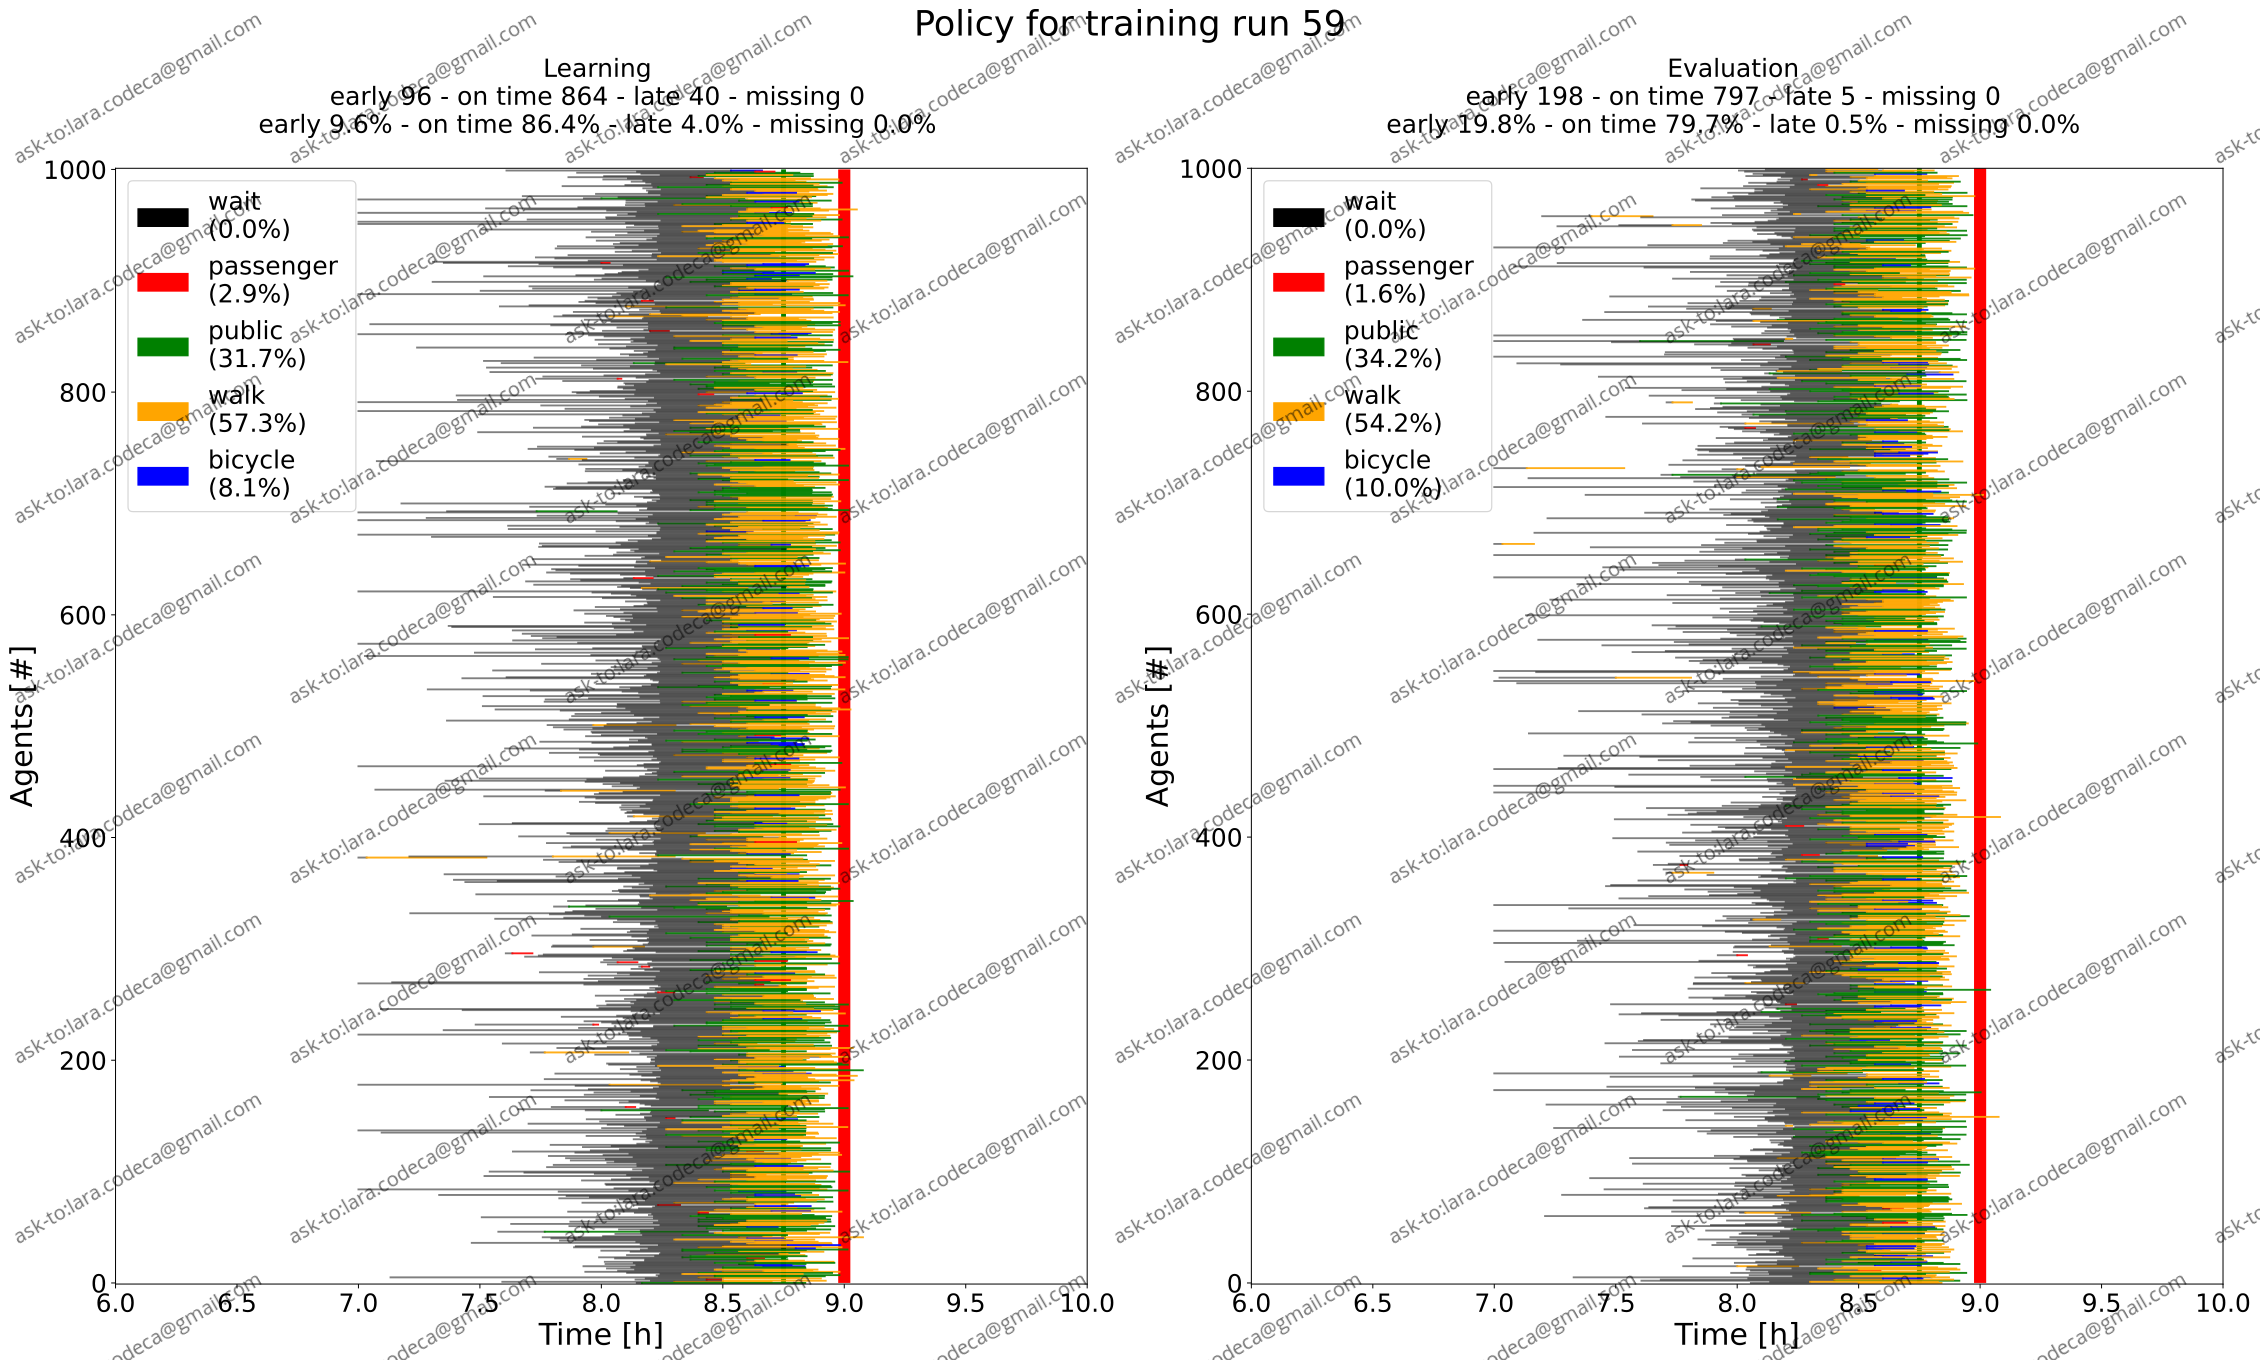 Policy for training run 59
Learning
early 96 - on time 864 - late 40 - missing 0
early 9.6% - on time 86.4% - late 4.0% - missing 0.0%
1000
800
600
400
200
0
Agents [#]
wait
(0.0%)
passenger
(2.9%)
public
(31.7%)
walk
(57.3%)
bicycle
(8.1%)
6.0 6.5 7.0 7.5 8.0 8.5 9.0 9.5 10.0
Time [h]
Evaluation
early 198 - on time 797 - late 5 - missing 0
early 19.8% - on time 79.7% - late 0.5% - missing 0.0%
1000
800
600
400
200
0
Agents [#]
wait
(0.0%)
passenger
(1.6%)
public
(34.2%)
walk
(54.2%)
bicycle
(10.0%)
6.0 6.5 7.0 7.5 8.0 8.5 9.0 9.5 10.0
Time [h]
ask-to:lara.codeca@gmail.com